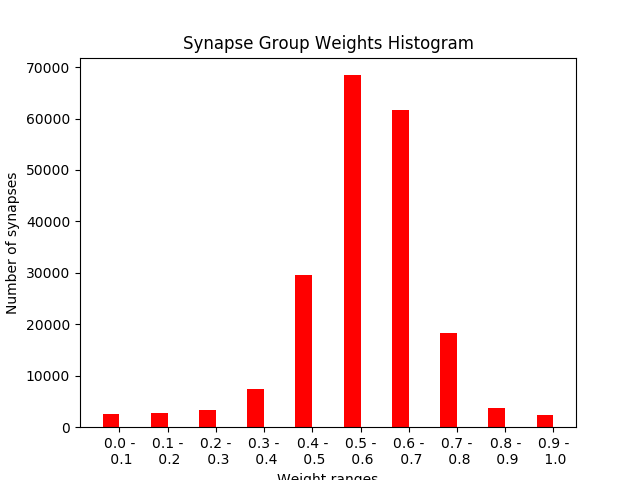 Synapse Group Weights Histogram
70000
60000
50000
40000
30000
20000
10000
0
Number of synapses
0.0 - 0.1 - 0.2 - 0.3 - 0.4 - 0.5 - 0.6 - 0.7 - 0.8 - 0.9 -
0.1 0.2 0.3 0.4 0.5 0.6 0.7 0.8 0.9 1.0
Weight ranges